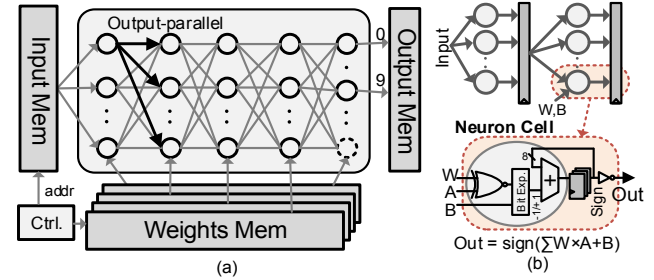 Output-parallel
Input Mem
0
9
Output Mem
addr
Ctrl.
Weights Mem
(a)
Input
W,B
Neuron Cell
8
W
A
B
Bit Exp.
-1/+1
+
Sign
Out
Out = sign(∑W×A+B)
(b)